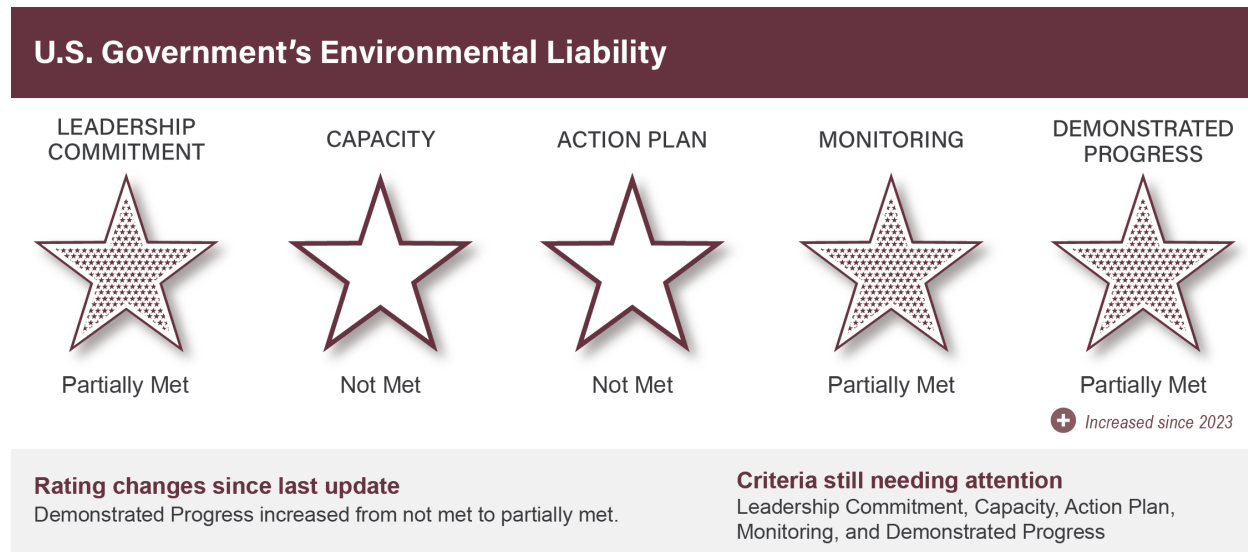 U.S. Government’s Environmental Liability
LEADERSHIP
COMMITMENT
CAPACITY
ACTION PLAN
MONITORING
DEMONSTRATED
PROGRESS
Partially Met
Not Met
Not Met
Partially Met
Partially Met
Increased since 2023
Rating changes since last update
Demonstrated Progress increased from not met to partially met.
Criteria still needing attention
Leadership Commitment, Capacity, Action Plan,
Monitoring, and Demonstrated Progress